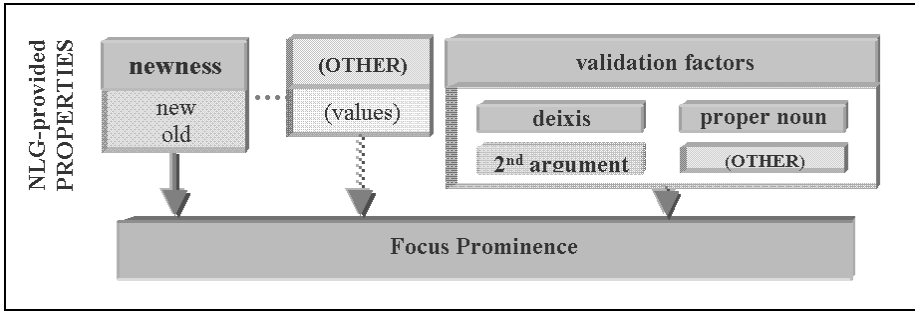 NLG-provided
PROPERTIES
newness
new
old
(OTHER)
(values)
validation factors
deixis
proper noun
2nd argument
(OTHER)
Focus Prominence